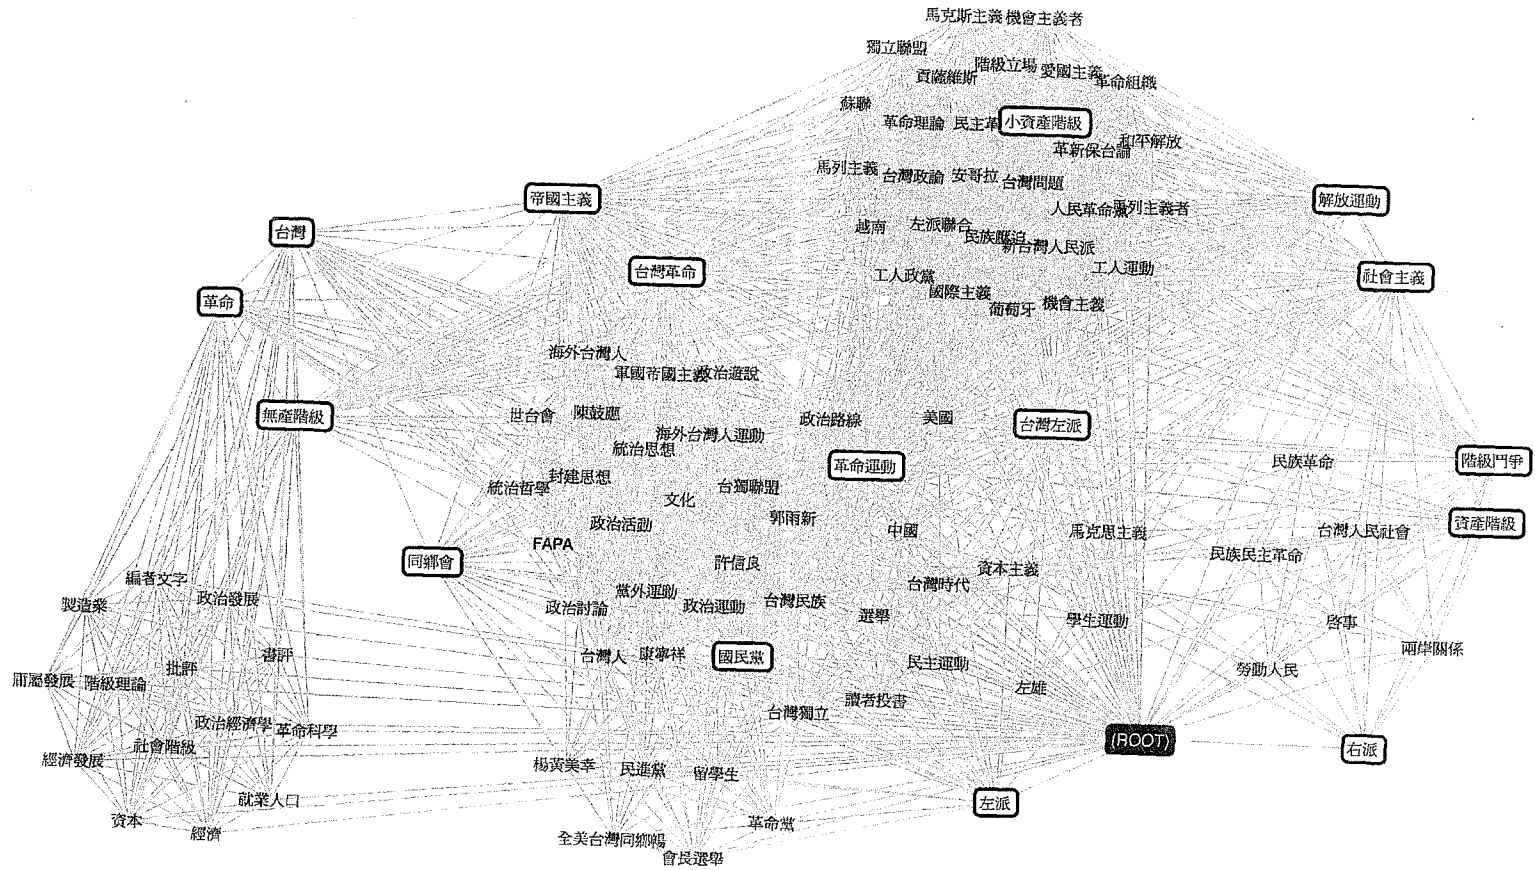 馬克斯主義
機會主義者
獨立聯盟
階級立場
愛國主義
頁薩維斯
革命組織
蘇聯
革命理論
民主革
小資產階級
和平解放
革新保台論
馬列主義
台灣政論
安哥拉
台灣問題
帝國主義
解放運動
人民革命黨
馬列主義者
越南
左派聯合
民族壓迫
新台灣人民派
台灣
台灣革命
工人運動
工人政黨
社會主義
國際主義
革命
葡萄牙
機會主義
海外台灣人
軍國帝國主義
政治遊說
無產階級
世台會
陳鼓應
政治路線
美國
台灣左派
海外台灣人運動
統治思想
革命運動
民族革命
階級鬥爭
封建思想
統治哲學
台獨聯盟
文化
郭雨新
政治活動
中國
資產階級
馬克思主義
台灣人民社會
FAPA
民族民主革命
同鄉會
許信良
資本主義
編者文字
台灣時代
黨外運動
政治發展
製造業
政治討論
政治運動
台灣民族
選舉
學生運動
啓事
書評
台灣人
康寧祥
國民黨
民主運動
兩岸關係
批評
勞動人民
階級理論
左雄
讀者投書
台灣獨立
政治經濟學
革命科學
(ROOT)
社會階級
右派
經濟發展
楊黃美幸
民進黨
留學生
就業人口
左派
資本
經濟
革命黨
全美台灣同鄉會
會長選舉